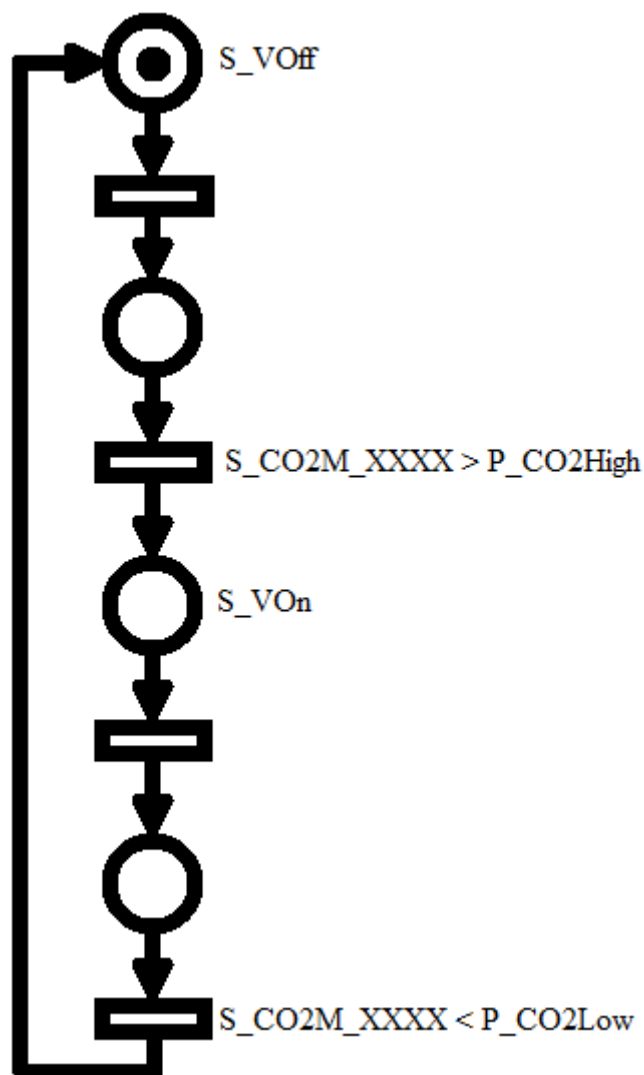 S_VOff
S_CO2M_XXXX > P_CO2High
S_VOn
S_CO2M_XXXX < P_CO2Low